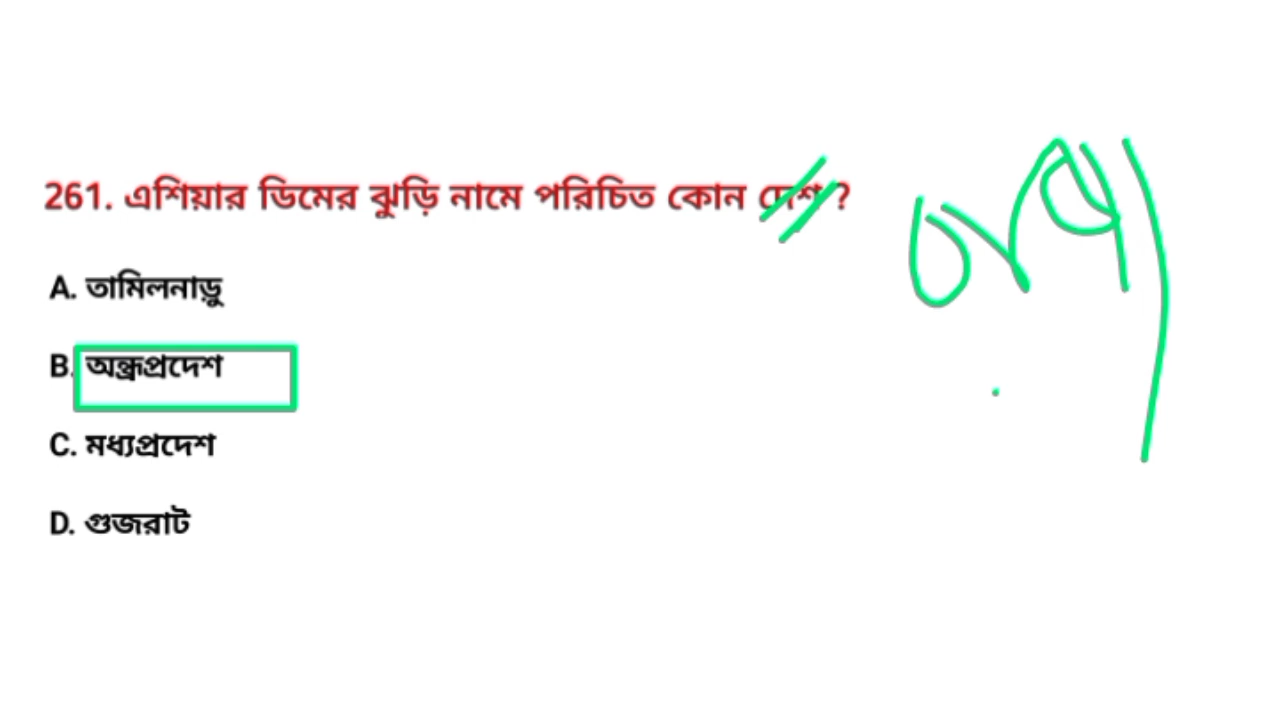 261. এশিয়ার ডিমের ঝুড়ি নামে পরিচিত কোন দেশ ?
A. তামিলনাড়ু
B. অন্ধ্রপ্রদেশ
C. মধ্যপ্রদেশ
D. গুজরাট